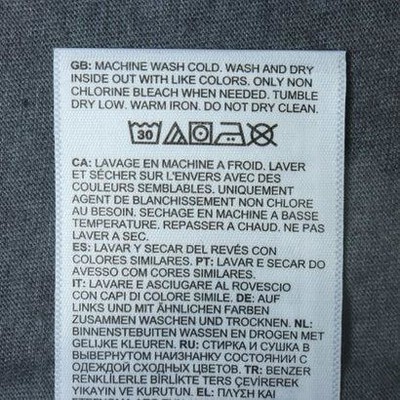 GB: MACHINE WASH COLD. WASH AND DRY
INSIDE OUT WITH LIKE COLORS. ONLY NON
CHLORINE BLEACH WHEN NEEDED. TUMBLE
DRY LOW. WARM IRON. DO NOT DRY CLEAN.
30
CA: LAVAGE EN MACHINE A FROID. LAVER
ET SÉCHER SUR L'ENVERS AVEC DES
COULEURS SEMBLABLES. UNIQUEMENT
AGENT DE BLANCHISSANT NON CHLORE
AU BESOIN. SECHAGE EN MACHINE A BASSE
TEMPERATURE. REPASSER A CHAUD. NE PAS
LAVER A SEC.
ES: LAVAR Y SECAR DEL REVÉS CON
COLORES SIMILARES. PT: LAVAR E SECAR DO
AVESSO COM CORES SIMILARES.
IT: LAVARE E ASCIUGARE AL ROVESCIO
CON CAPI DI COLORE SIMILE. DE: AUF
LINKS UND MIT ÄHNLICHEN FARBEN
ZUSAMMEN WASCHEN UND TROCKNEN. NL:
BINNENSTEBUITEN WASSEN EN DROGEN MET
GELIJKE KLEUREN. RU: СТИРКА И СУШКА В
ВЫВЕРНУТОМ НАИЗНАНКУ СОСТОЯНИИ С
ОДЕЖДОЙ СХОДНЫХ ЦВЕТОВ. TR: BENZER
RENKLİLERLE BİRLİKTE TERS ÇEVİREREK
YIKAYIN VE KURUTUN. EL: ΠΛΥΣΗ ΚΑΙ